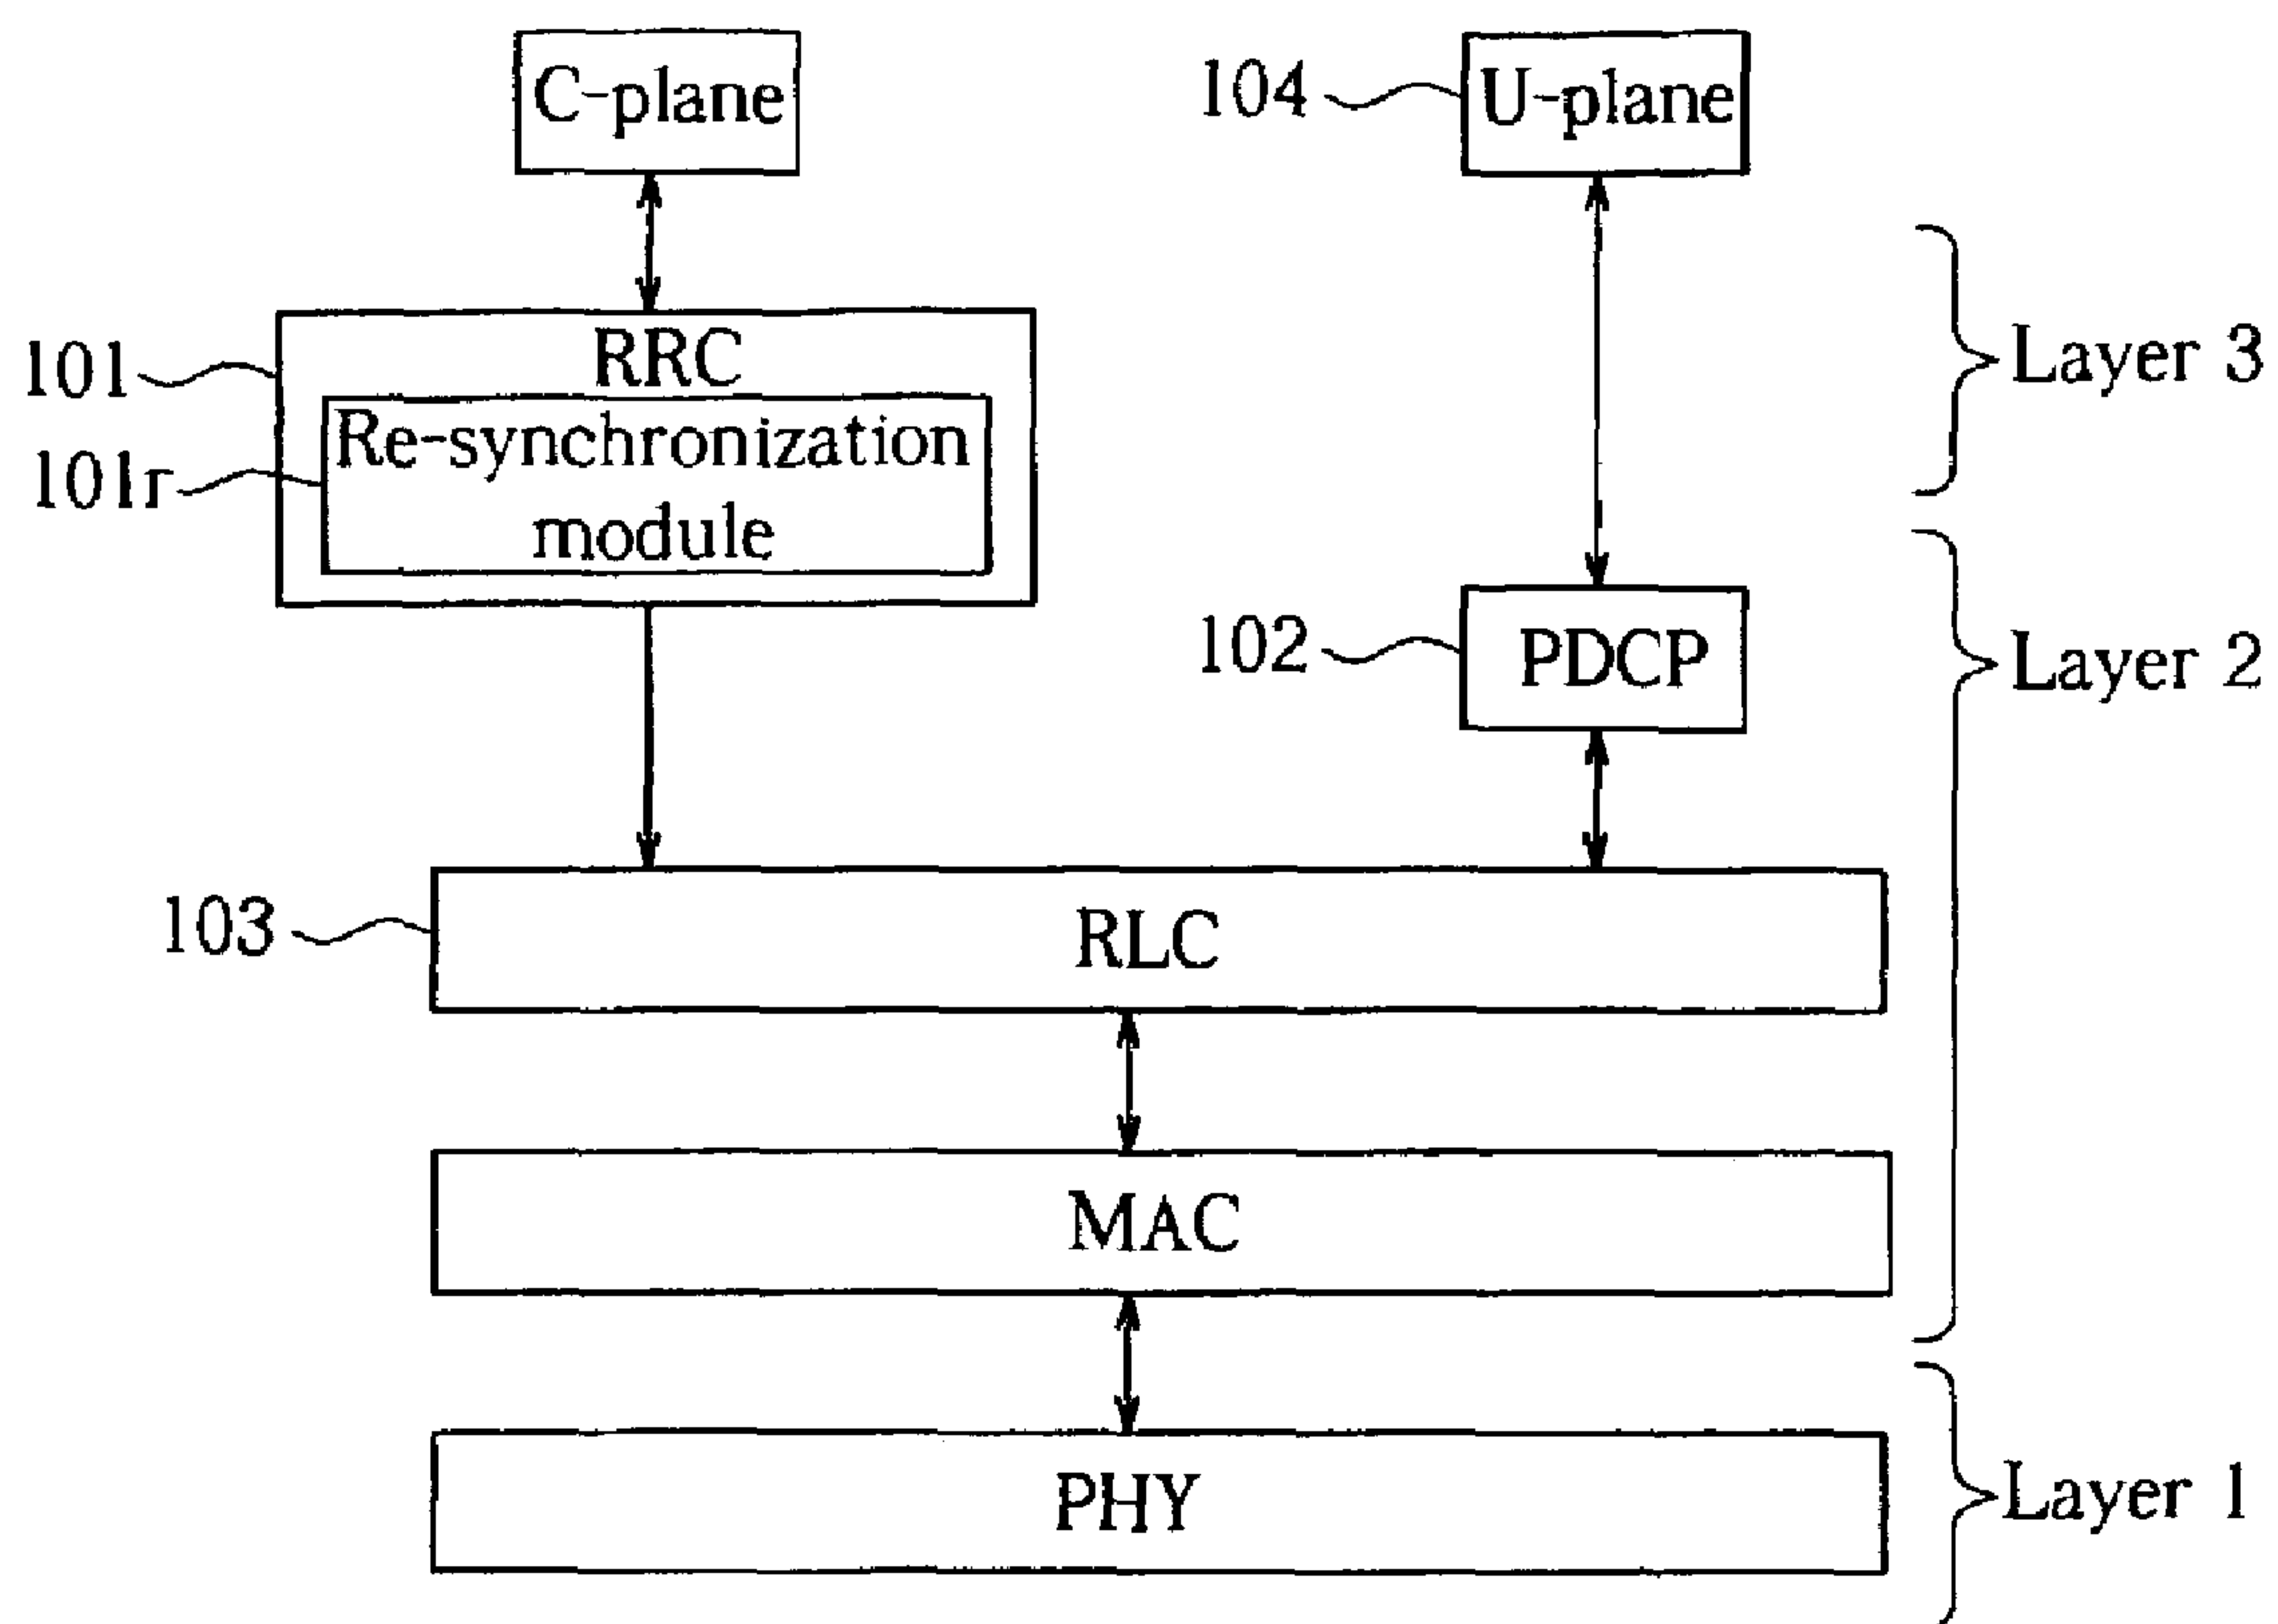 C-plane
104
U-plane
101
RRC
Layer 3
101r
Re-synchronization
module
102
PDCP
Layer 2
103
RLC
MAC
PHY
Layer 1